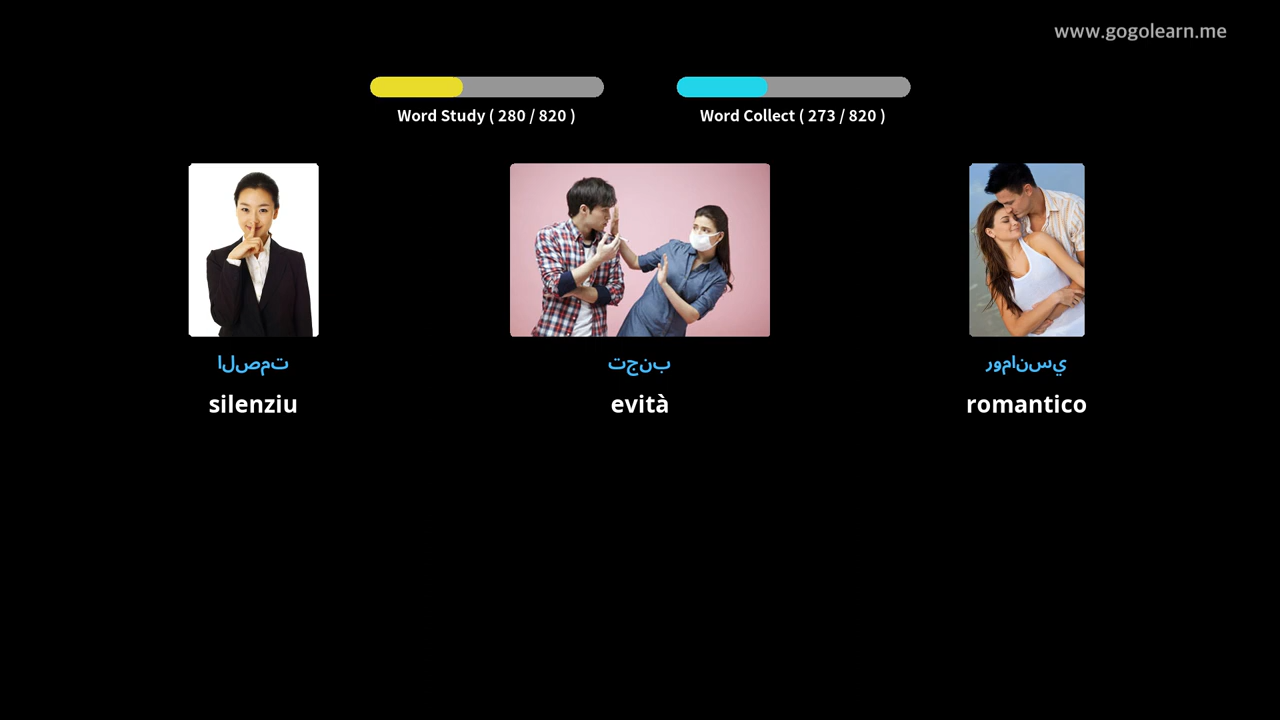 www.gogolearn.me
Word Study ( 280 / 820 )
Word Collect ( 273 / 820 )
الصمت
تجنب
رومانسي
silenziu
evità
romantico